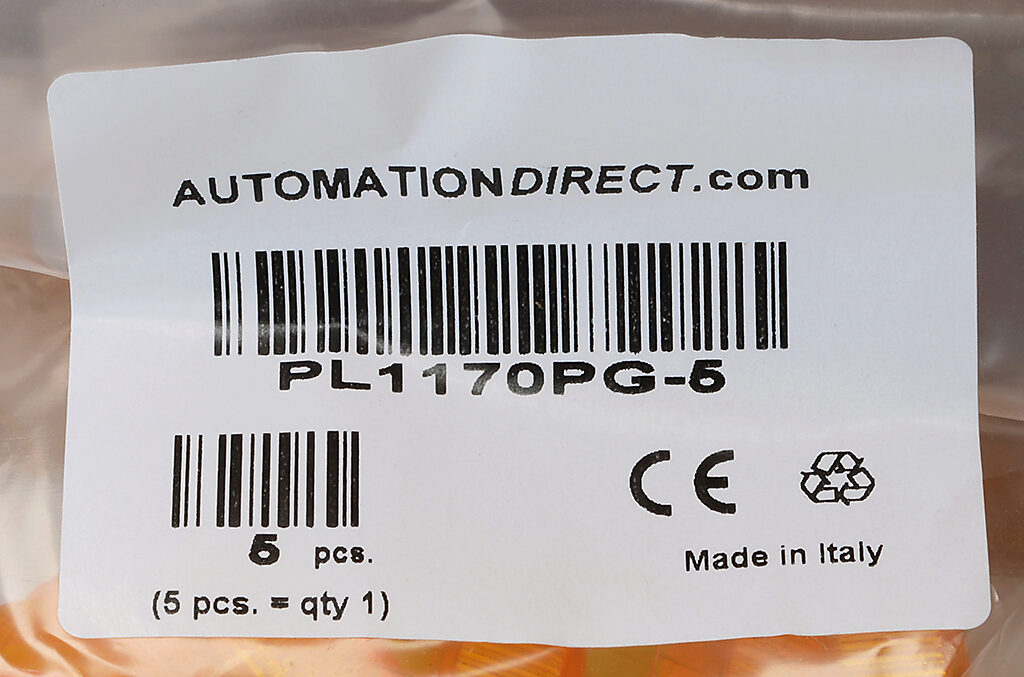 AUTOMATIONDIRECT.com
PL1170PG-5
5 pcs.
(5 pcs. = qty 1)
CE
Made in Italy